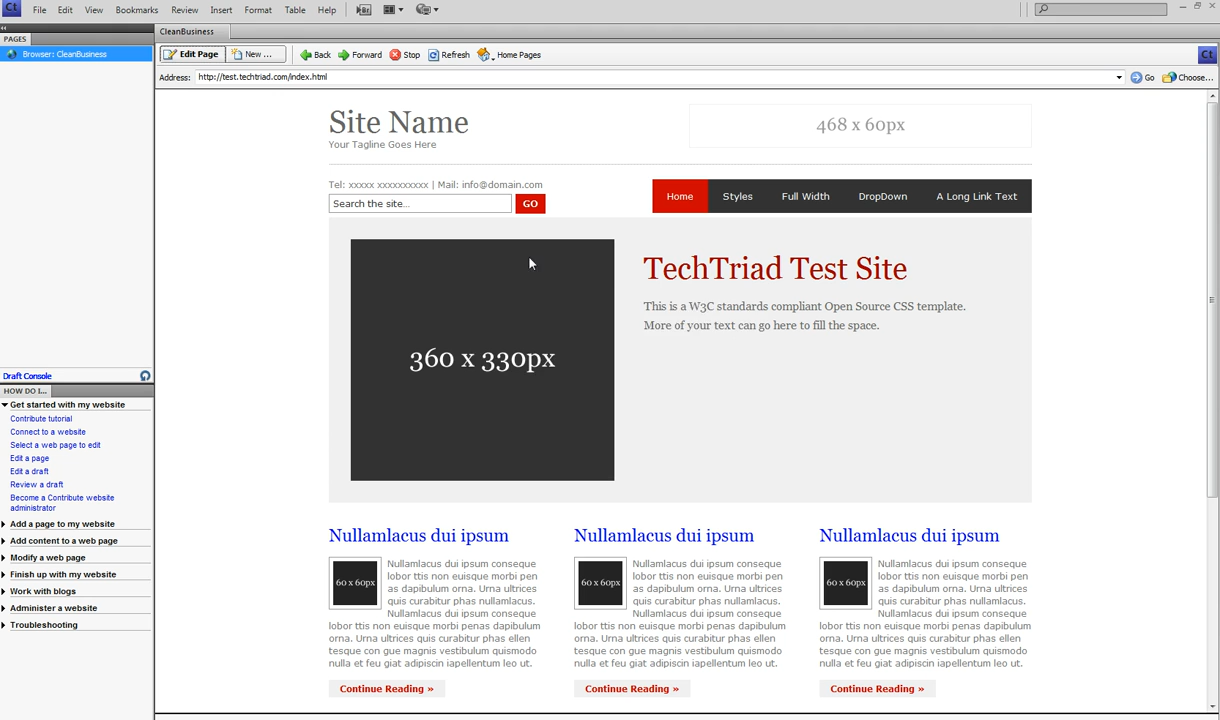 Ct File Edit View Bookmarks Review Insert Format Table Help Br
PAGES
CleanBusiness
Browser: CleanBusiness
Edit Page New ... Back Forward Stop Refresh Home Pages Ct
Address: http://test.techtriad.com/index.html Go Choose...
Site Name
Your Tagline Goes Here
468 x 60px
Tel: xxxxx xxxxxxxxxx | Mail: info@domain.com
Search the site... GO
Home Styles Full Width DropDown A Long Link Text
360 x 330px
TechTriad Test Site
This is a W3C standards compliant Open Source CSS template.
More of your text can go here to fill the space.
Draft Console
HOW DO I...
Get started with my website
Contribute tutorial
Connect to a website
Select a web page to edit
Edit a page
Edit a draft
Review a draft
Become a Contribute website
administrator
Add a page to my website
Add content to a web page
Modify a web page
Finish up with my website
Work with blogs
Administer a website
Troubleshooting
Nullamlacus dui ipsum
60 x 60px
Nullamlacus dui ipsum conseque
lobor ttis non euisque morbi pen
as dapibulum orna. Urna ultrices
quis curabitur phas nullamlacus.
Nullamlacus dui ipsum conseque
lobor ttis non euisque morbi penas dapibulum
orna. Urna ultrices quis curabitur phas ellen
tesque con gue magnis vestibulum quismodo
nulla et feu giat adipiscin iapellentum leo ut.
Continue Reading »
Nullamlacus dui ipsum
60 x 60px
Nullamlacus dui ipsum conseque
lobor ttis non euisque morbi pen
as dapibulum orna. Urna ultrices
quis curabitur phas nullamlacus.
Nullamlacus dui ipsum conseque
lobor ttis non euisque morbi penas dapibulum
orna. Urna ultrices quis curabitur phas ellen
tesque con gue magnis vestibulum quismodo
nulla et feu giat adipiscin iapellentum leo ut.
Continue Reading »
Nullamlacus dui ipsum
60 x 60px
Nullamlacus dui ipsum conseque
lobor ttis non euisque morbi pen
as dapibulum orna. Urna ultrices
quis curabitur phas nullamlacus.
Nullamlacus dui ipsum conseque
lobor ttis non euisque morbi penas dapibulum
orna. Urna ultrices quis curabitur phas ellen
tesque con gue magnis vestibulum quismodo
nulla et feu giat adipiscin iapellentum leo ut.
Continue Reading »